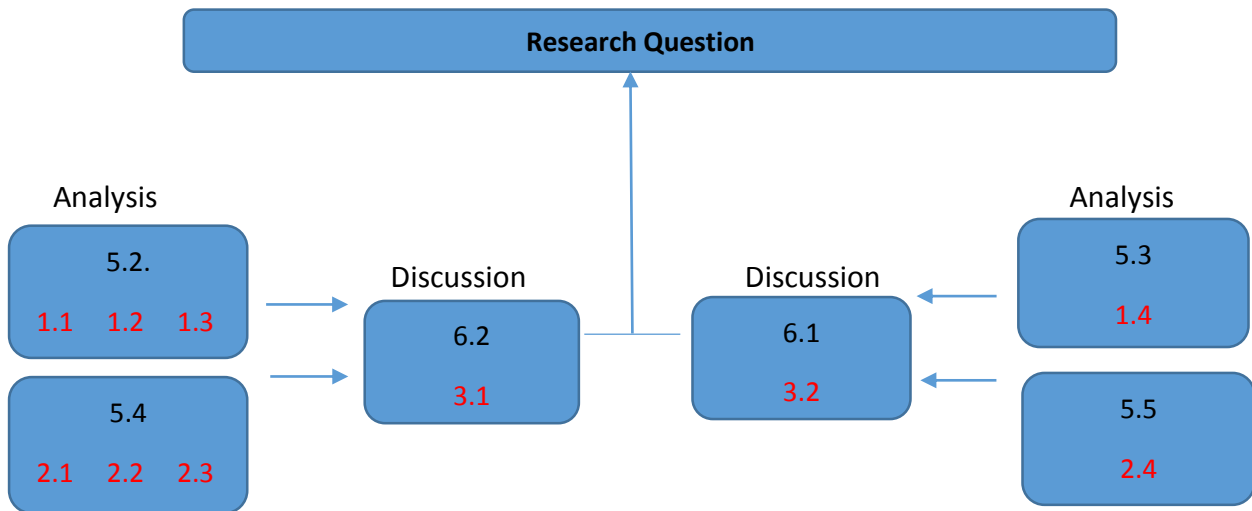 Research Question
Analysis
5.2.
1.1 1.2 1.3
5.4
2.1 2.2 2.3
Discussion
6.2
3.1
Discussion
6.1
3.2
Analysis
5.3
1.4
5.5
2.4